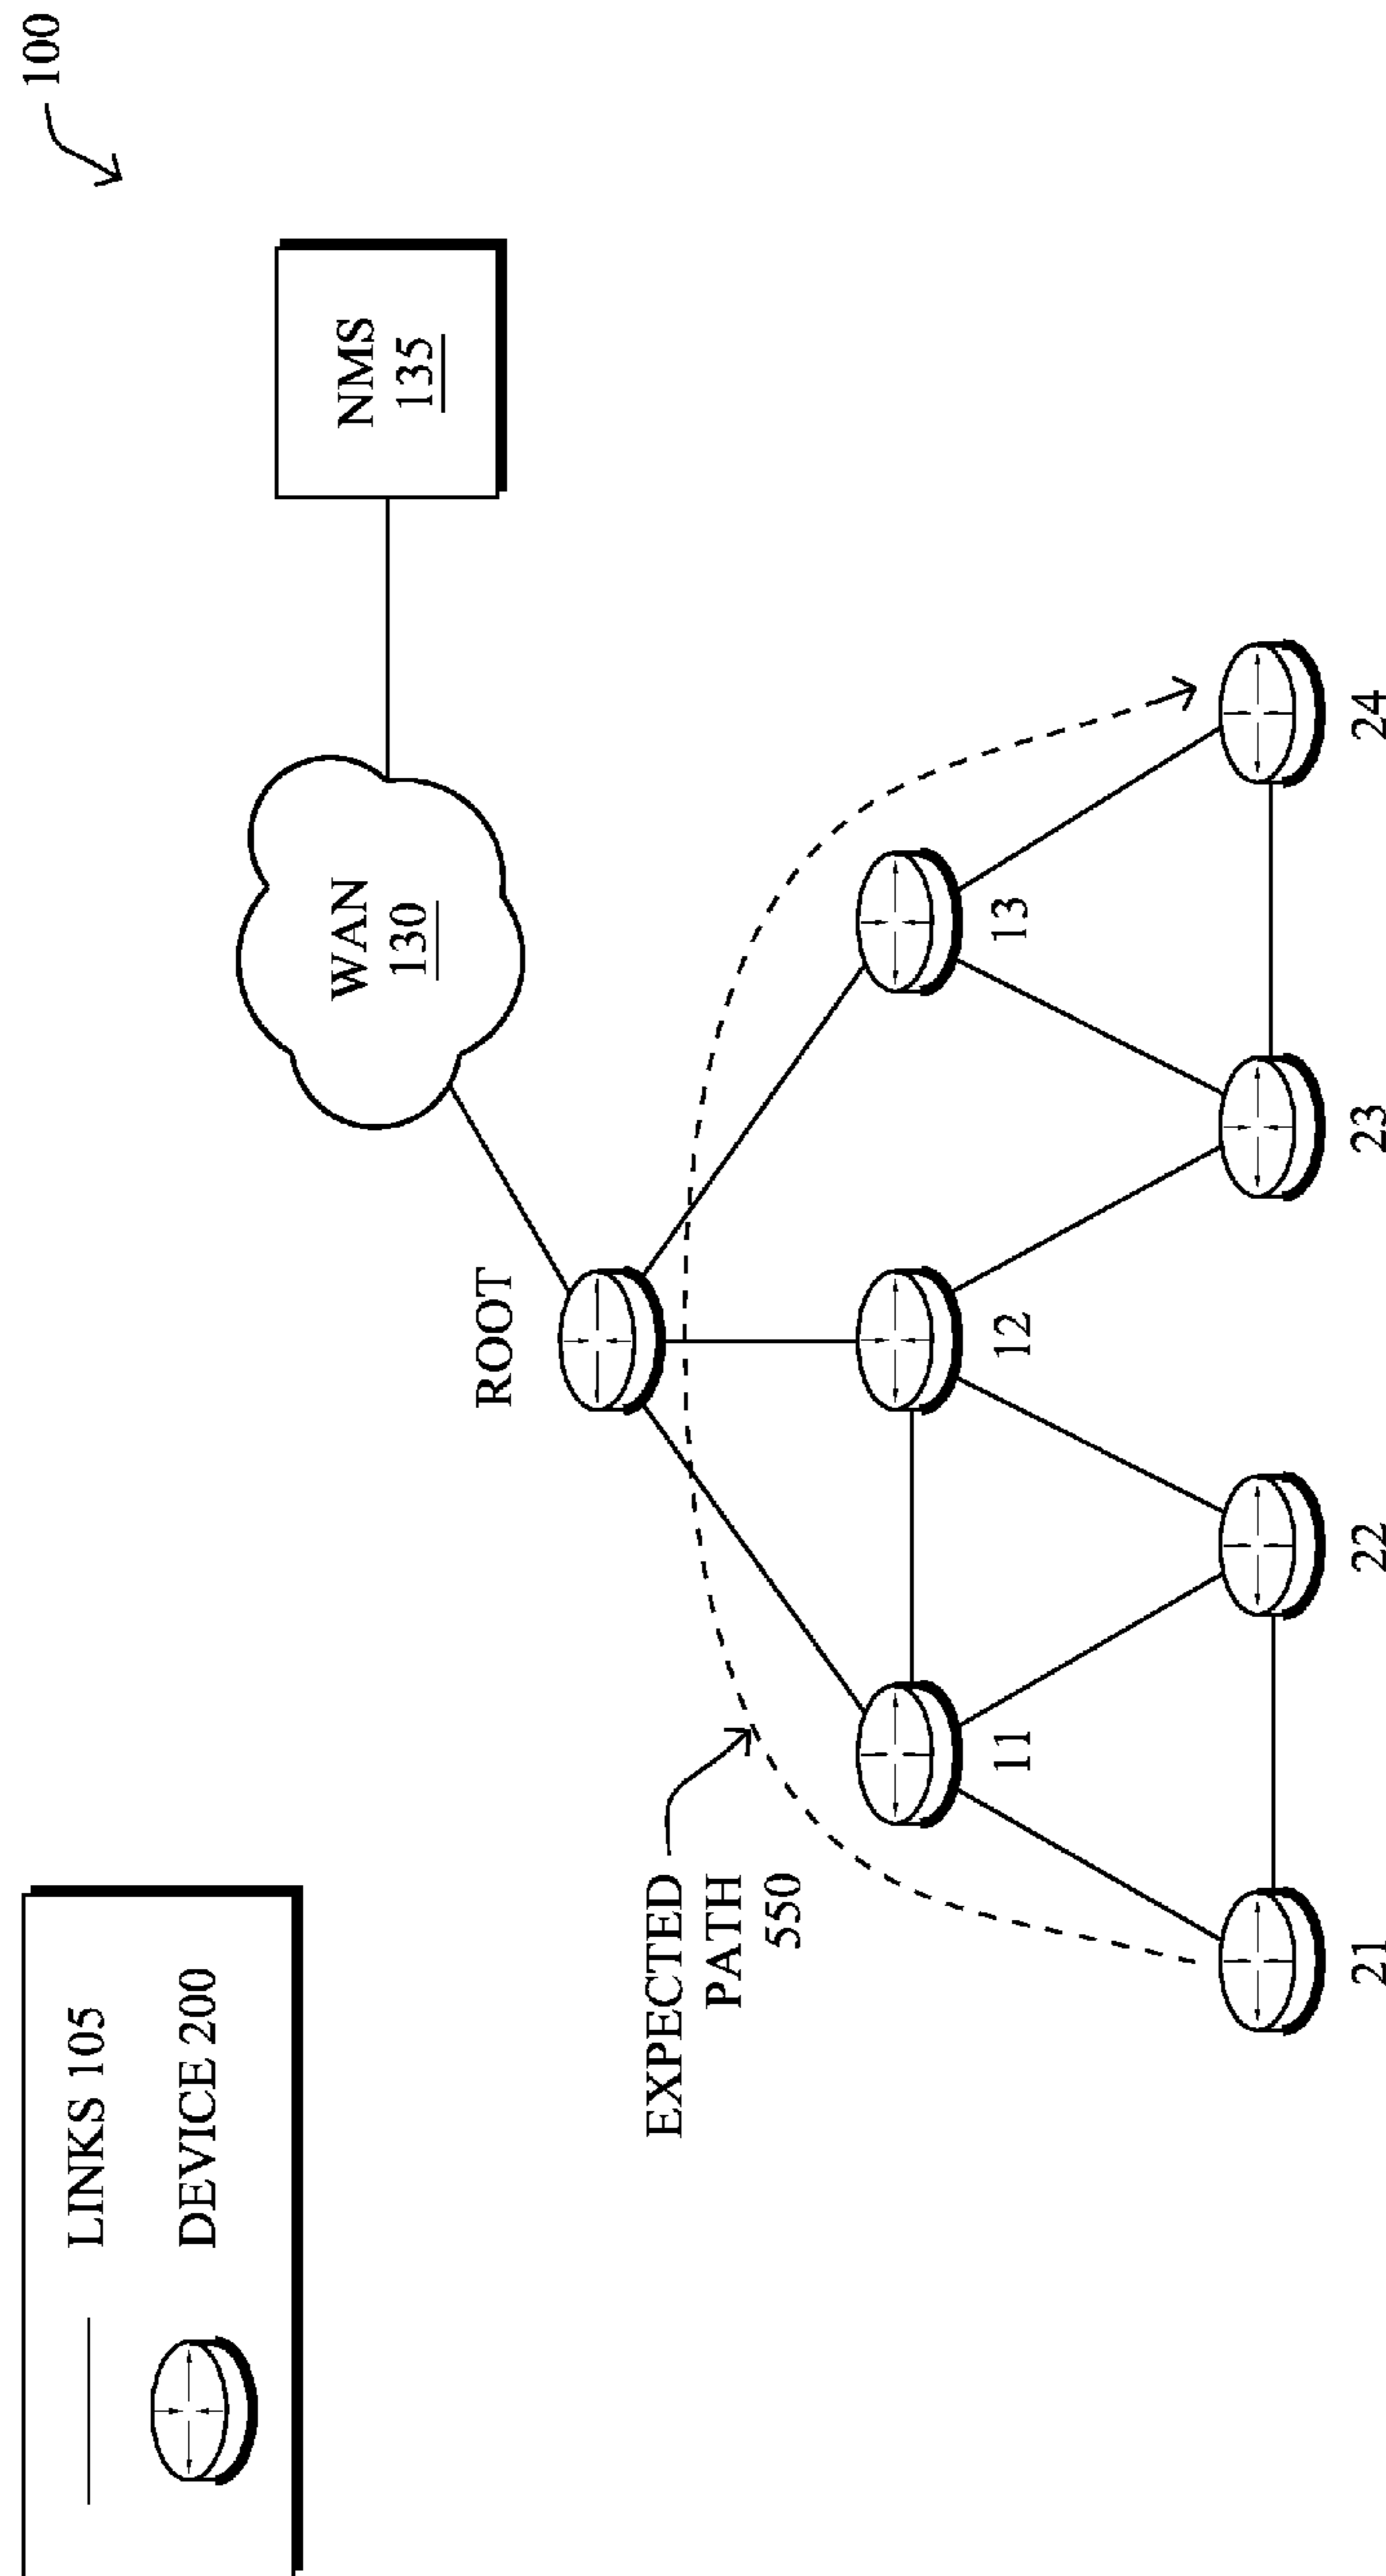 100
LINKS 105
DEVICE 200
NMS
135
WAN
130
ROOT
EXPECTED
PATH
550
11
12
13
21
22
23
24